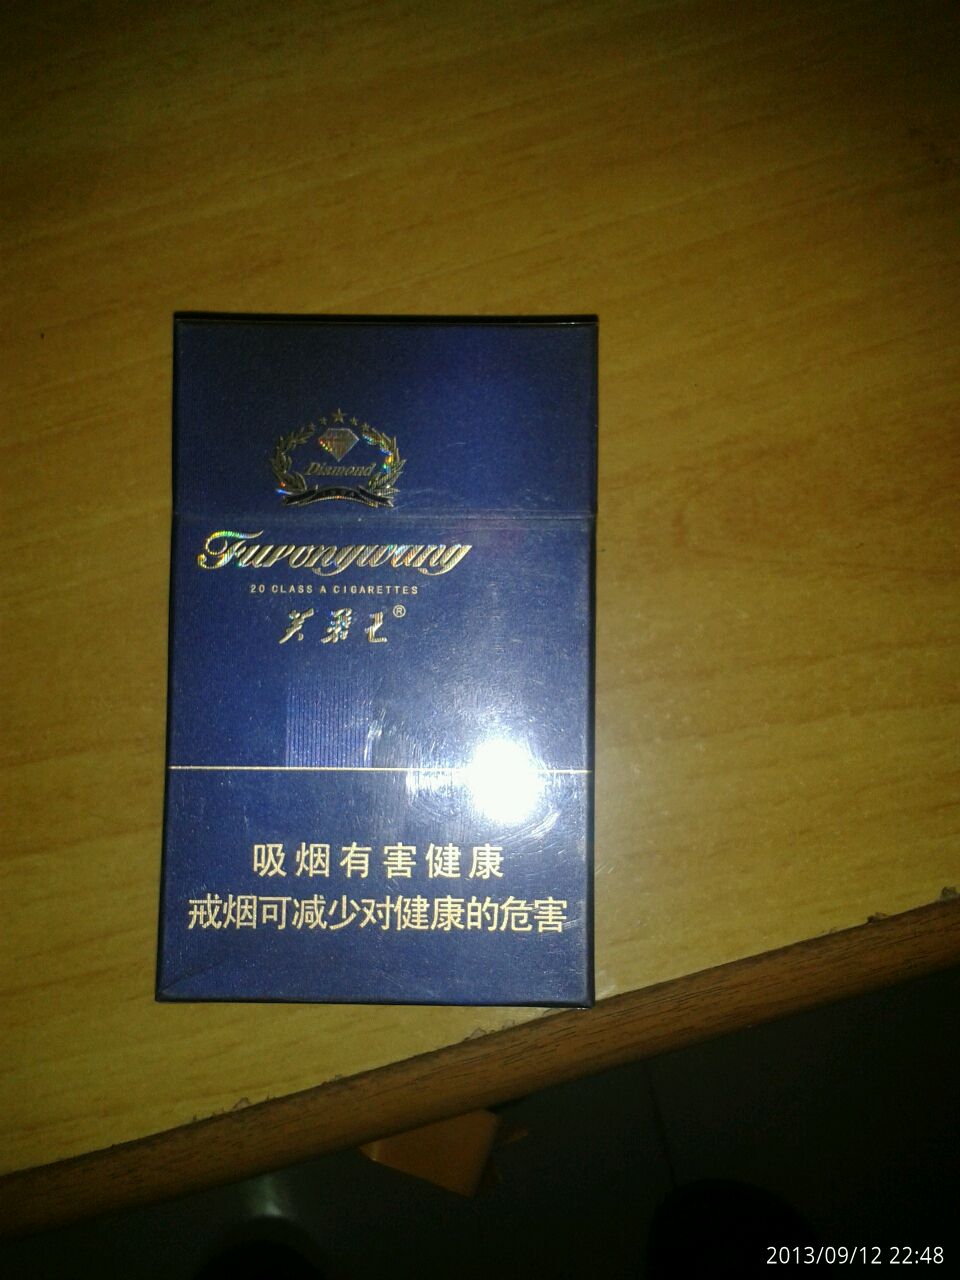 Diamond
Furongwang
20 CLASS A CIGARETTES
芙蓉王®
吸烟有害健康
戒烟可减少对健康的危害
2013/09/12 22:48